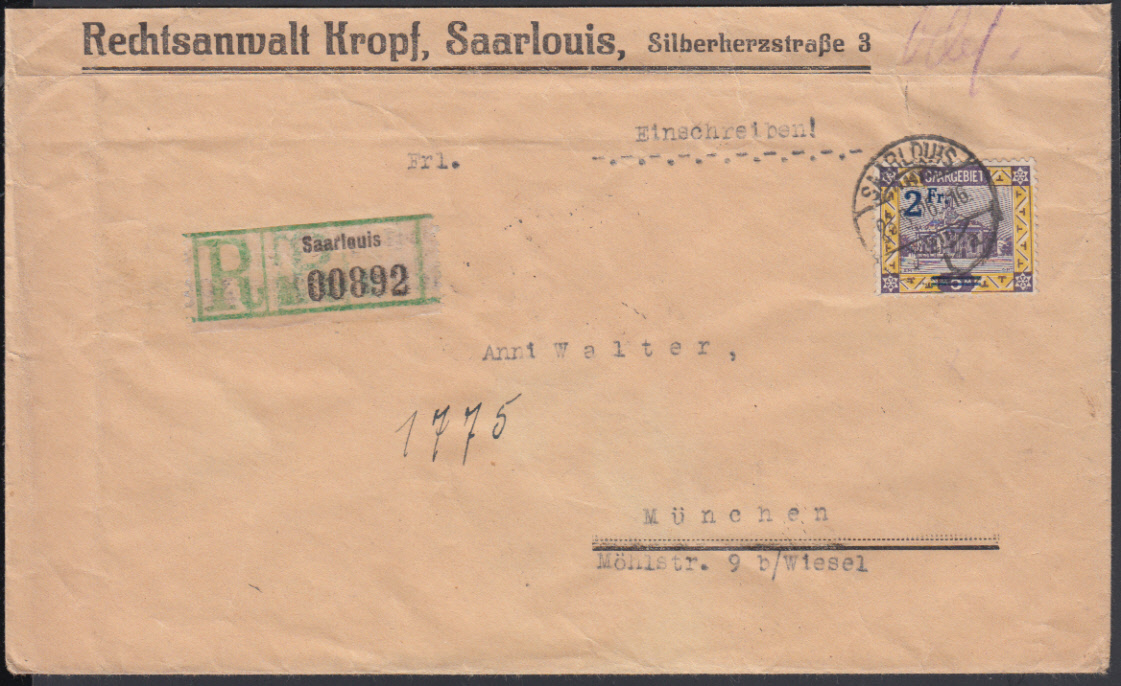 Rechtsanwalt Kropf, Saarlouis, Silberherzstraße 3
Einschreiben!
Frl.
SAARLOUIS
SAARGEBIET
2 Fr.
R
Saarlouis
00892
Anni Walter,
1775
München
Möhlstr. 9 b/Wiesel